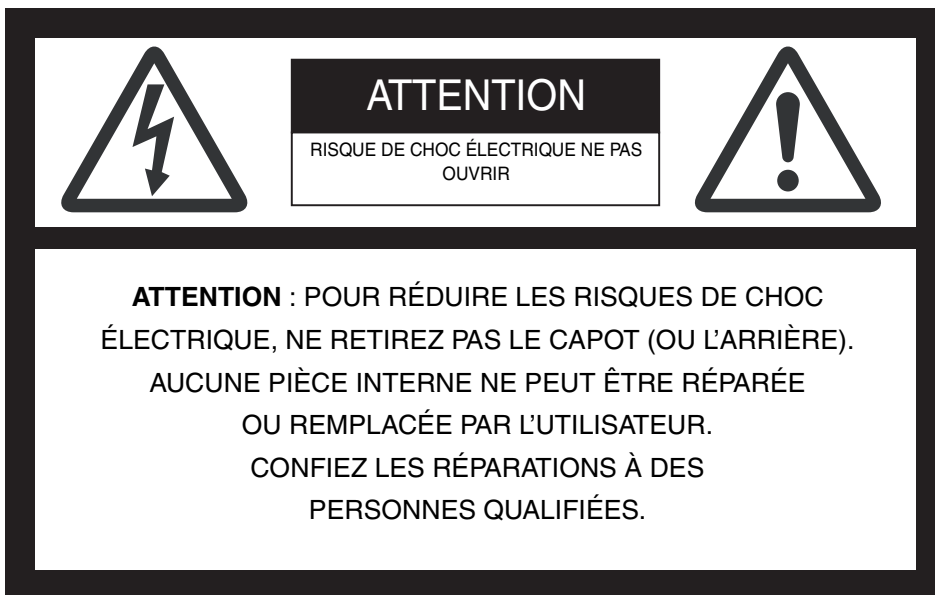 ATTENTION
RISQUE DE CHOC ÉLECTRIQUE NE PAS
OUVRIR
ATTENTION : POUR RÉDUIRE LES RISQUES DE CHOC
ÉLECTRIQUE, NE RETIREZ PAS LE CAPOT (OU L’ARRIÈRE).
AUCUNE PIÈCE INTERNE NE PEUT ÊTRE RÉPARÉE
OU REMPLACÉE PAR L’UTILISATEUR.
CONFIEZ LES RÉPARATIONS À DES
PERSONNES QUALIFIÉES.